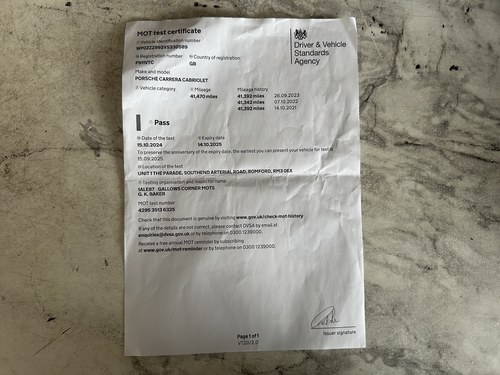 MOT test certificate
Vehicle identification number
Driver & Vehicle
Standards
Agency
Registration number
Country of registration
GB
Make and model
PORSCHE CARRERA CABRIOLET
Vehicle category
Mileage
Mileage history
41,470 miles
41,392 miles 26.09.2023
41,342 miles 07.10.2022
41,292 miles 14.10.2021
Pass
Date of the test
Expiry date
15.10.2024
14.10.2025
To preserve the anniversary of the expiry date, the earliest you can present your vehicle for test is
15.09.2025.
Location of the test
UNIT 1 THE PARADE, SOUTHEND ARTERIAL ROAD, ROMFORD, RM3 0EX
Testing organisation and inspector name
GALLOWS CORNER MOTS
G. K. BAKER
MOT test number
4295 3513 6325
Check that this document is genuine by visiting www.gov.uk/check-mot-history
If any of the details are not correct, please contact DVSA by email at
enquiries@dvsa.gov.uk or by telephone on 0300 1239000.
Receive a free annual MOT reminder by subscribing
at www.gov.uk/mot-reminder or by telephone on 0300 1239000.
Issuer signature
Page 1 of 1
VT20/2.0